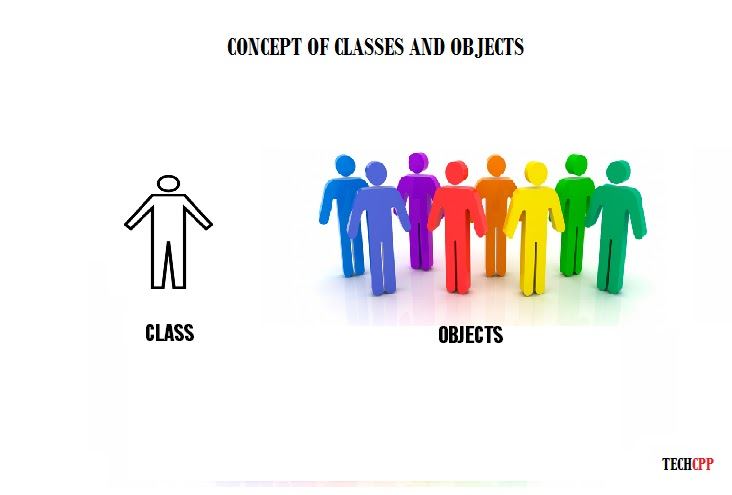 CONCEPT OF CLASSES AND OBJECTS
CLASS
OBJECTS
TECHCPP